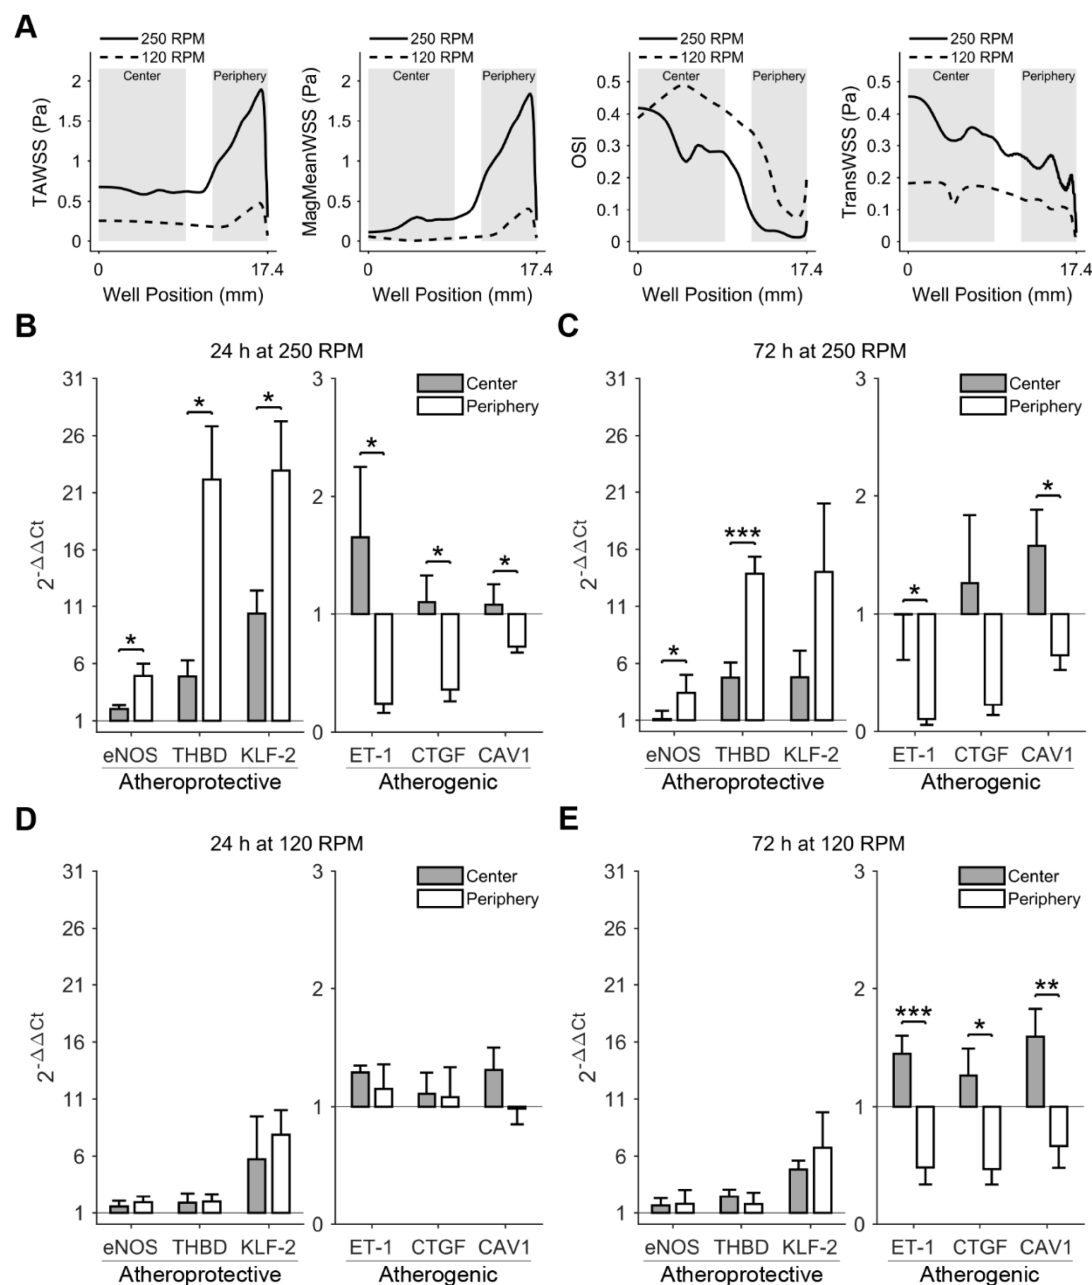 A
250 RPM
120 RPM
Center
Periphery
TAWSS (Pa)
2
1.5
1
0.5
0
0
17.4
Well Position (mm)
250 RPM
120 RPM
Center
Periphery
MagMeanWSS (Pa)
2
1.5
1
0.5
0
0
17.4
Well Position (mm)
250 RPM
120 RPM
Center
Periphery
OSI
0.5
0.4
0.3
0.2
0.1
0
0
17.4
Well Position (mm)
250 RPM
120 RPM
Center
Periphery
TransWSS (Pa)
0.5
0.4
0.3
0.2
0.1
0
0
17.4
Well Position (mm)
B
24 h at 250 RPM
2^-ΔΔCt
31
26
21
16
11
6
1
*
*
*
eNOS THBD KLF-2
Atheroprotective
Center
Periphery
3
2
1
0
*
*
*
ET-1 CTGF CAV1
Atherogenic
C
72 h at 250 RPM
2^-ΔΔCt
31
26
21
16
11
6
1
*
***
eNOS THBD KLF-2
Atheroprotective
Center
Periphery
3
2
1
0
*
*
ET-1 CTGF CAV1
Atherogenic
D
24 h at 120 RPM
2^-ΔΔCt
31
26
21
16
11
6
1
eNOS THBD KLF-2
Atheroprotective
Center
Periphery
3
2
1
0
ET-1 CTGF CAV1
Atherogenic
E
72 h at 120 RPM
2^-ΔΔCt
31
26
21
16
11
6
1
eNOS THBD KLF-2
Atheroprotective
Center
Periphery
3
2
1
0
***
*
**
ET-1 CTGF CAV1
Atherogenic